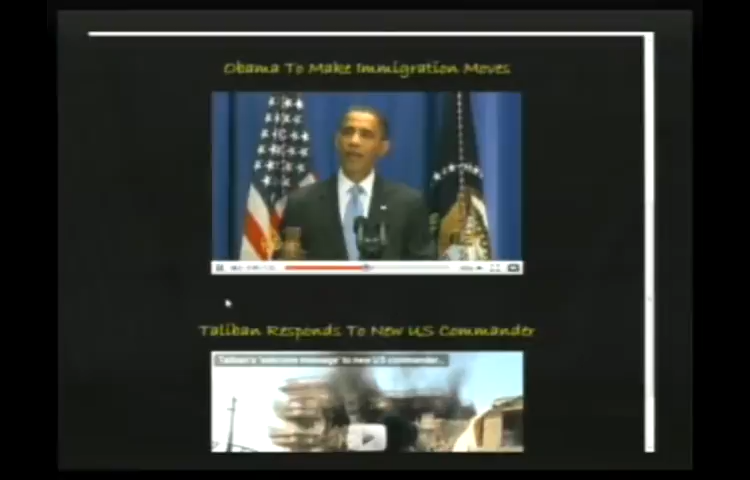 Obama To Make Immigration Moves
Taliban Responds To New US Commander
Taliban's 'welcome message' to new US commander...